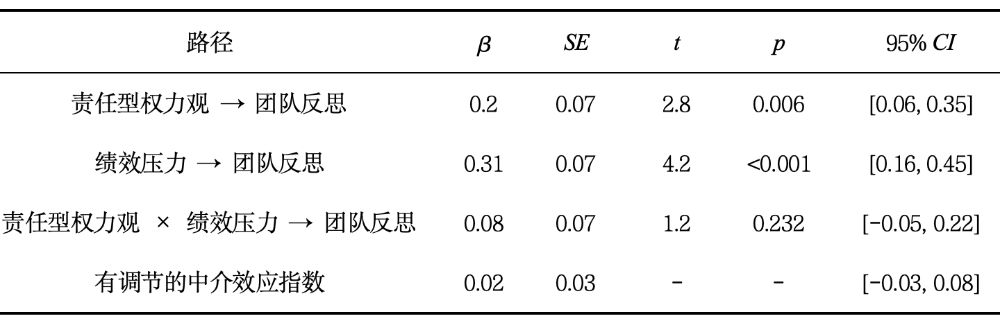 路径 β SE t p 95% CI
责任型权力观 → 团队反思 0.2 0.07 2.8 0.006 [0.06, 0.35]
绩效压力 → 团队反思 0.31 0.07 4.2 <0.001 [0.16, 0.45]
责任型权力观 × 绩效压力 → 团队反思 0.08 0.07 1.2 0.232 [-0.05, 0.22]
有调节的中介效应指数 0.02 0.03 - - [-0.03, 0.08]